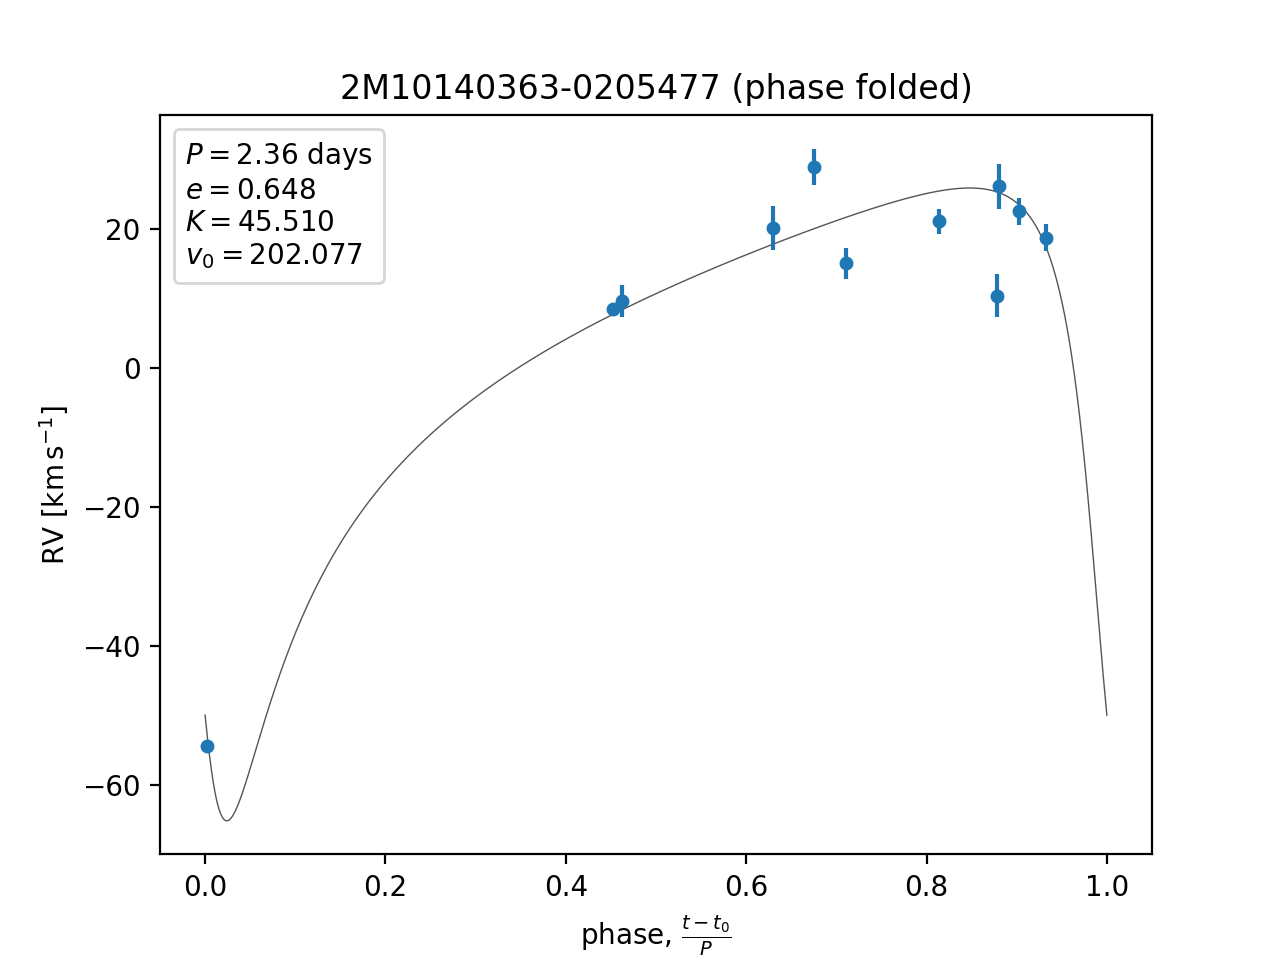 2M10140363-0205477 (phase folded)
P = 2.36 days
e = 0.648
K = 45.510
v₀ = 202.077
RV [km s⁻¹]
20
0
−20
−40
−60
0.0 0.2 0.4 0.6 0.8 1.0
phase, (t − t₀)/P